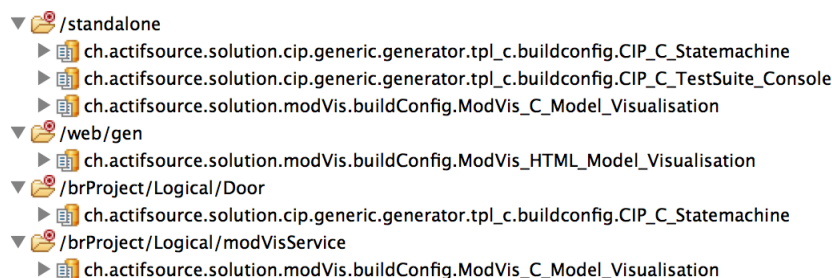 /standalone
ch.actifsource.solution.cip.generic.generator.tpl_c.buildconfig.CIP_C_Statemachine
ch.actifsource.solution.cip.generic.generator.tpl_c.buildconfig.CIP_C_TestSuite_Console
ch.actifsource.solution.modVis.buildConfig.ModVis_C_Model_Visualisation
/web/gen
ch.actifsource.solution.modVis.buildConfig.ModVis_HTML_Model_Visualisation
/brProject/Logical/Door
ch.actifsource.solution.cip.generic.generator.tpl_c.buildconfig.CIP_C_Statemachine
/brProject/Logical/modVisService
ch.actifsource.solution.modVis.buildConfig.ModVis_C_Model_Visualisation